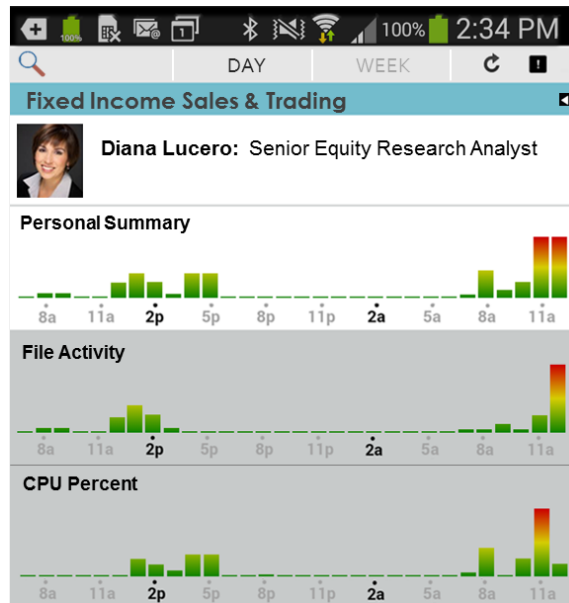 100% 1 100% 2:34 PM
DAY WEEK
Fixed Income Sales & Trading
Diana Lucero: Senior Equity Research Analyst
Personal Summary
8a 11a 2p 5p 8p 11p 2a 5a 8a 11a
File Activity
8a 11a 2p 5p 8p 11p 2a 5a 8a 11a
CPU Percent
8a 11a 2p 5p 8p 11p 2a 5a 8a 11a